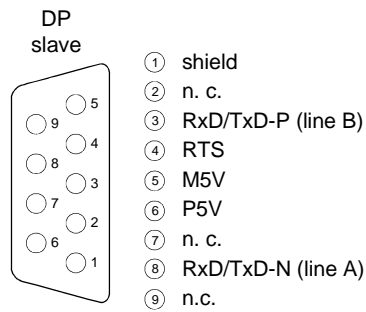 DP
slave
5
9
4
8
3
7
2
6
1
1 shield
2 n. c.
3 RxD/TxD-P (line B)
4 RTS
5 M5V
6 P5V
7 n. c.
8 RxD/TxD-N (line A)
9 n.c.